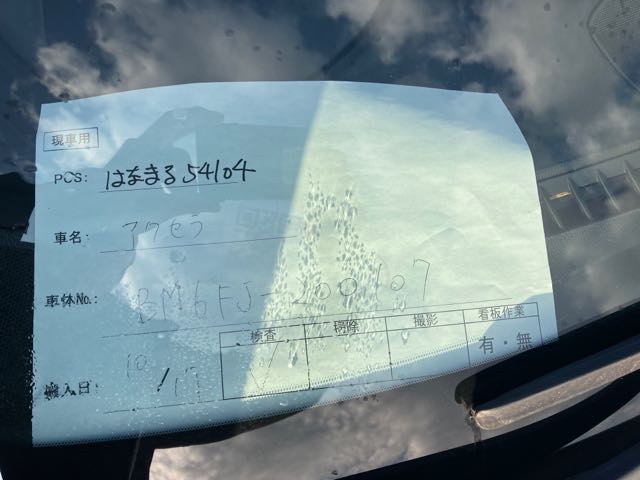 現車用
PCS: はなまる54104
車名: アクセラ
車体No.: BM6FJ-200107
検査 掃除 撮影 看板作業
有・無
搬入日: 10/17